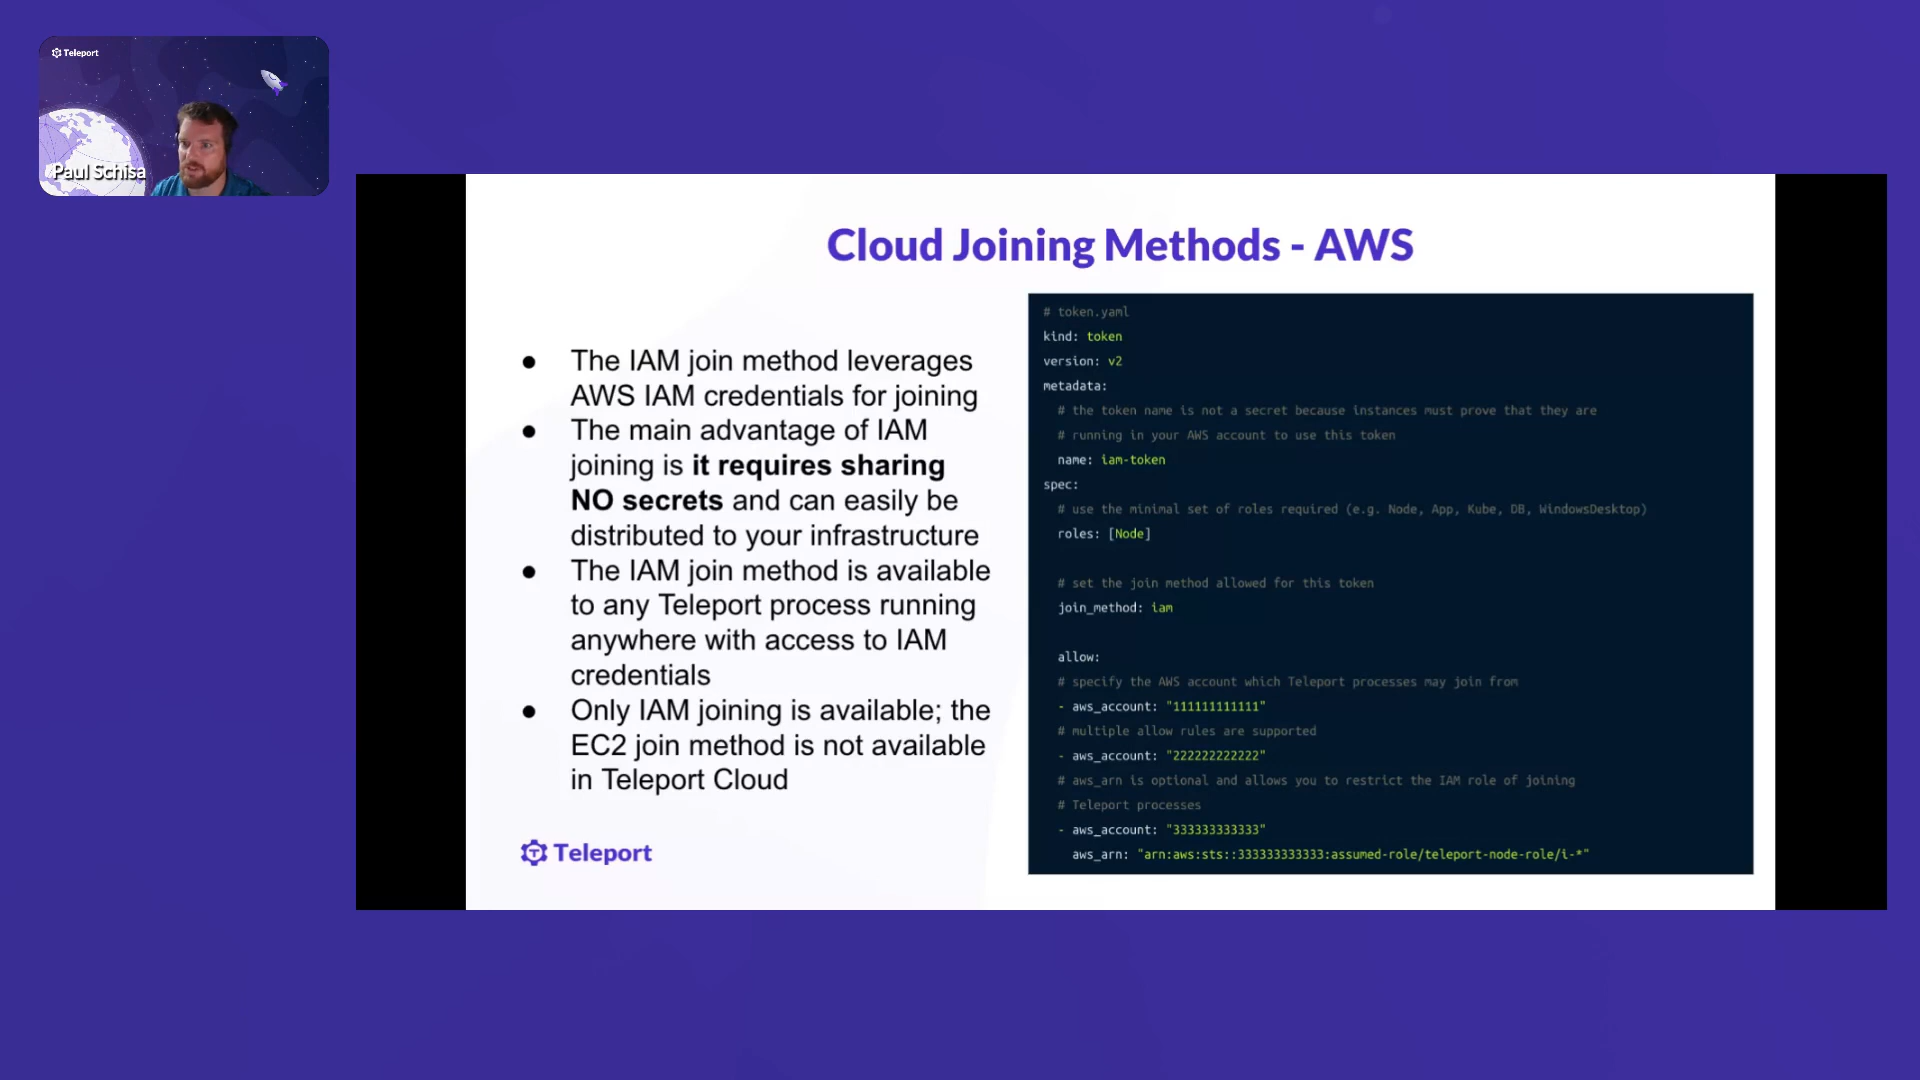 Teleport
Paul Schisa
Cloud Joining Methods - AWS
● The IAM join method leverages
AWS IAM credentials for joining
● The main advantage of IAM
joining is it requires sharing
NO secrets and can easily be
distributed to your infrastructure
● The IAM join method is available
to any Teleport process running
anywhere with access to IAM
credentials
● Only IAM joining is available; the
EC2 join method is not available
in Teleport Cloud
Teleport
# token.yaml
kind: token
version: v2
metadata:
  # the token name is not a secret because instances must prove that they are
  # running in your AWS account to use this token
  name: iam-token
spec:
  # use the minimal set of roles required (e.g. Node, App, Kube, DB, WindowsDesktop)
  roles: [Node]
  # set the join method allowed for this token
  join_method: iam
  allow:
  # specify the AWS account which Teleport processes may join from
  - aws_account: "111111111111"
  # multiple allow rules are supported
  - aws_account: "222222222222"
  # aws_arn is optional and allows you to restrict the IAM role of joining
  # Teleport processes
  - aws_account: "333333333333"
    aws_arn: "arn:aws:sts::333333333333:assumed-role/teleport-node-role/i-*"